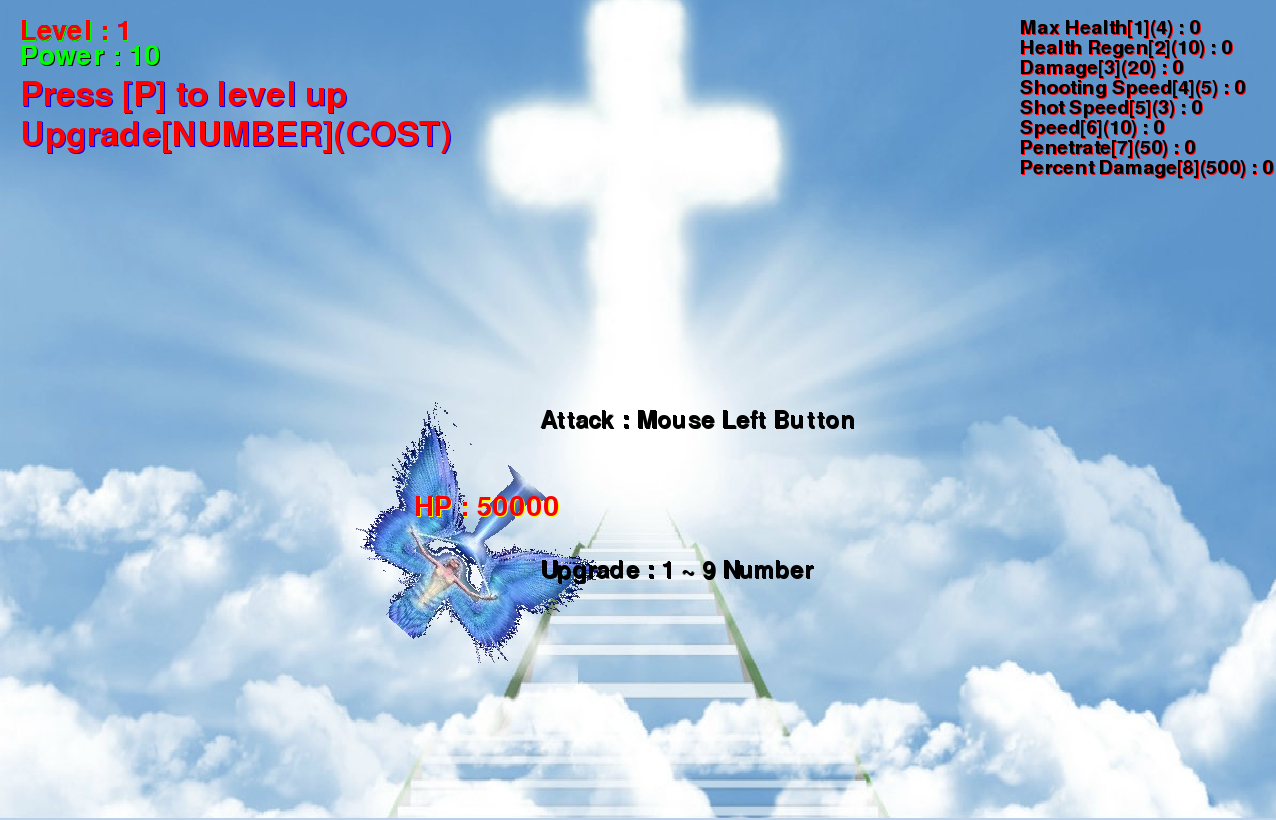 Level : 1
Power : 10
Press [P] to level up
Upgrade[NUMBER](COST)
Max Health[1](4) : 0
Health Regen[2](10) : 0
Damage[3](20) : 0
Shooting Speed[4](5) : 0
Shot Speed[5](3) : 0
Speed[6](10) : 0
Penetrate[7](50) : 0
Percent Damage[8](500) : 0
Attack : Mouse Left Button
HP : 50000
Upgrade : 1 ~ 9 Number